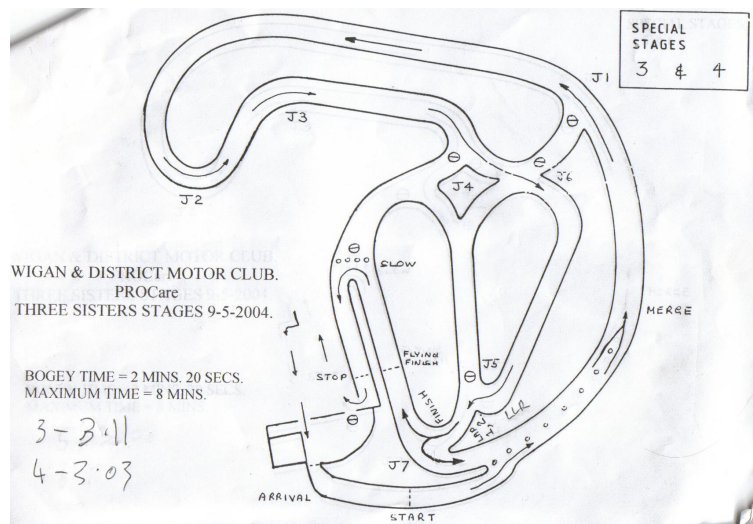 SPECIAL
STAGES
3 & 4
J1
J3
J2
J4
J6
SLOW
WIGAN & DISTRICT MOTOR CLUB.
PROCare
THREE SISTERS STAGES 9-5-2004.
MERGE
FLYING
FINISH
STOP
J5
BOGEY TIME = 2 MINS. 20 SECS.
MAXIMUM TIME = 8 MINS.
FINISH
LLR
3 - 3.11
4 - 3.03
J7
ARRIVAL
START